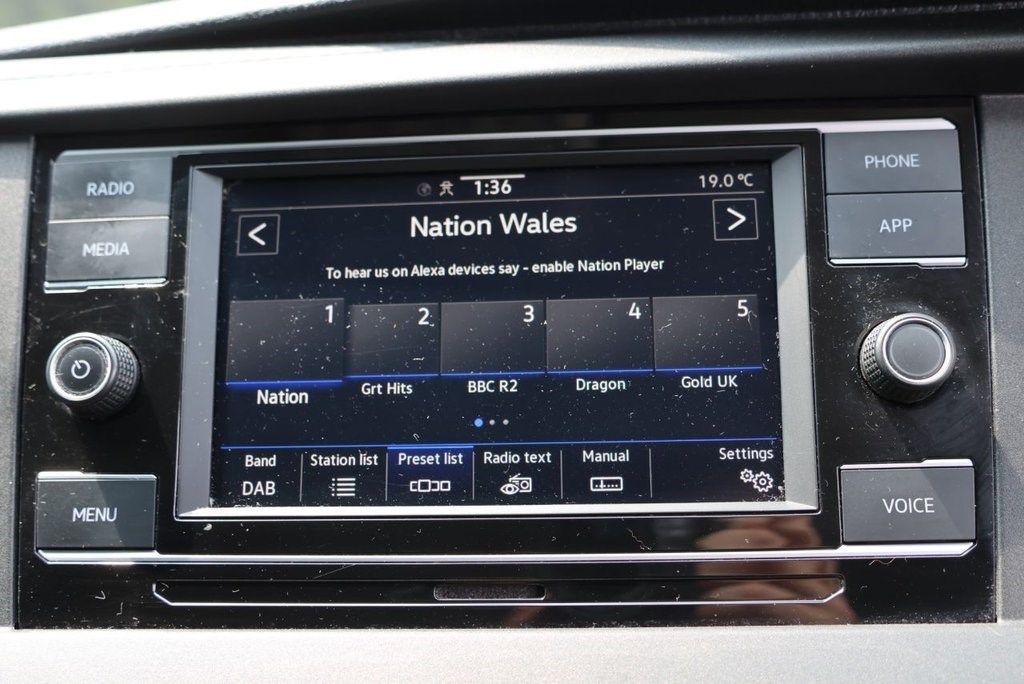 RADIO
MEDIA
MENU
1:36
19.0 °C
<
Nation Wales
>
To hear us on Alexa devices say - enable Nation Player
1
2
3
4
5
Nation
Grt Hits
BBC R2
Dragon
Gold UK
Band
DAB
Station list
Preset list
Radio text
Manual
Settings
PHONE
APP
VOICE